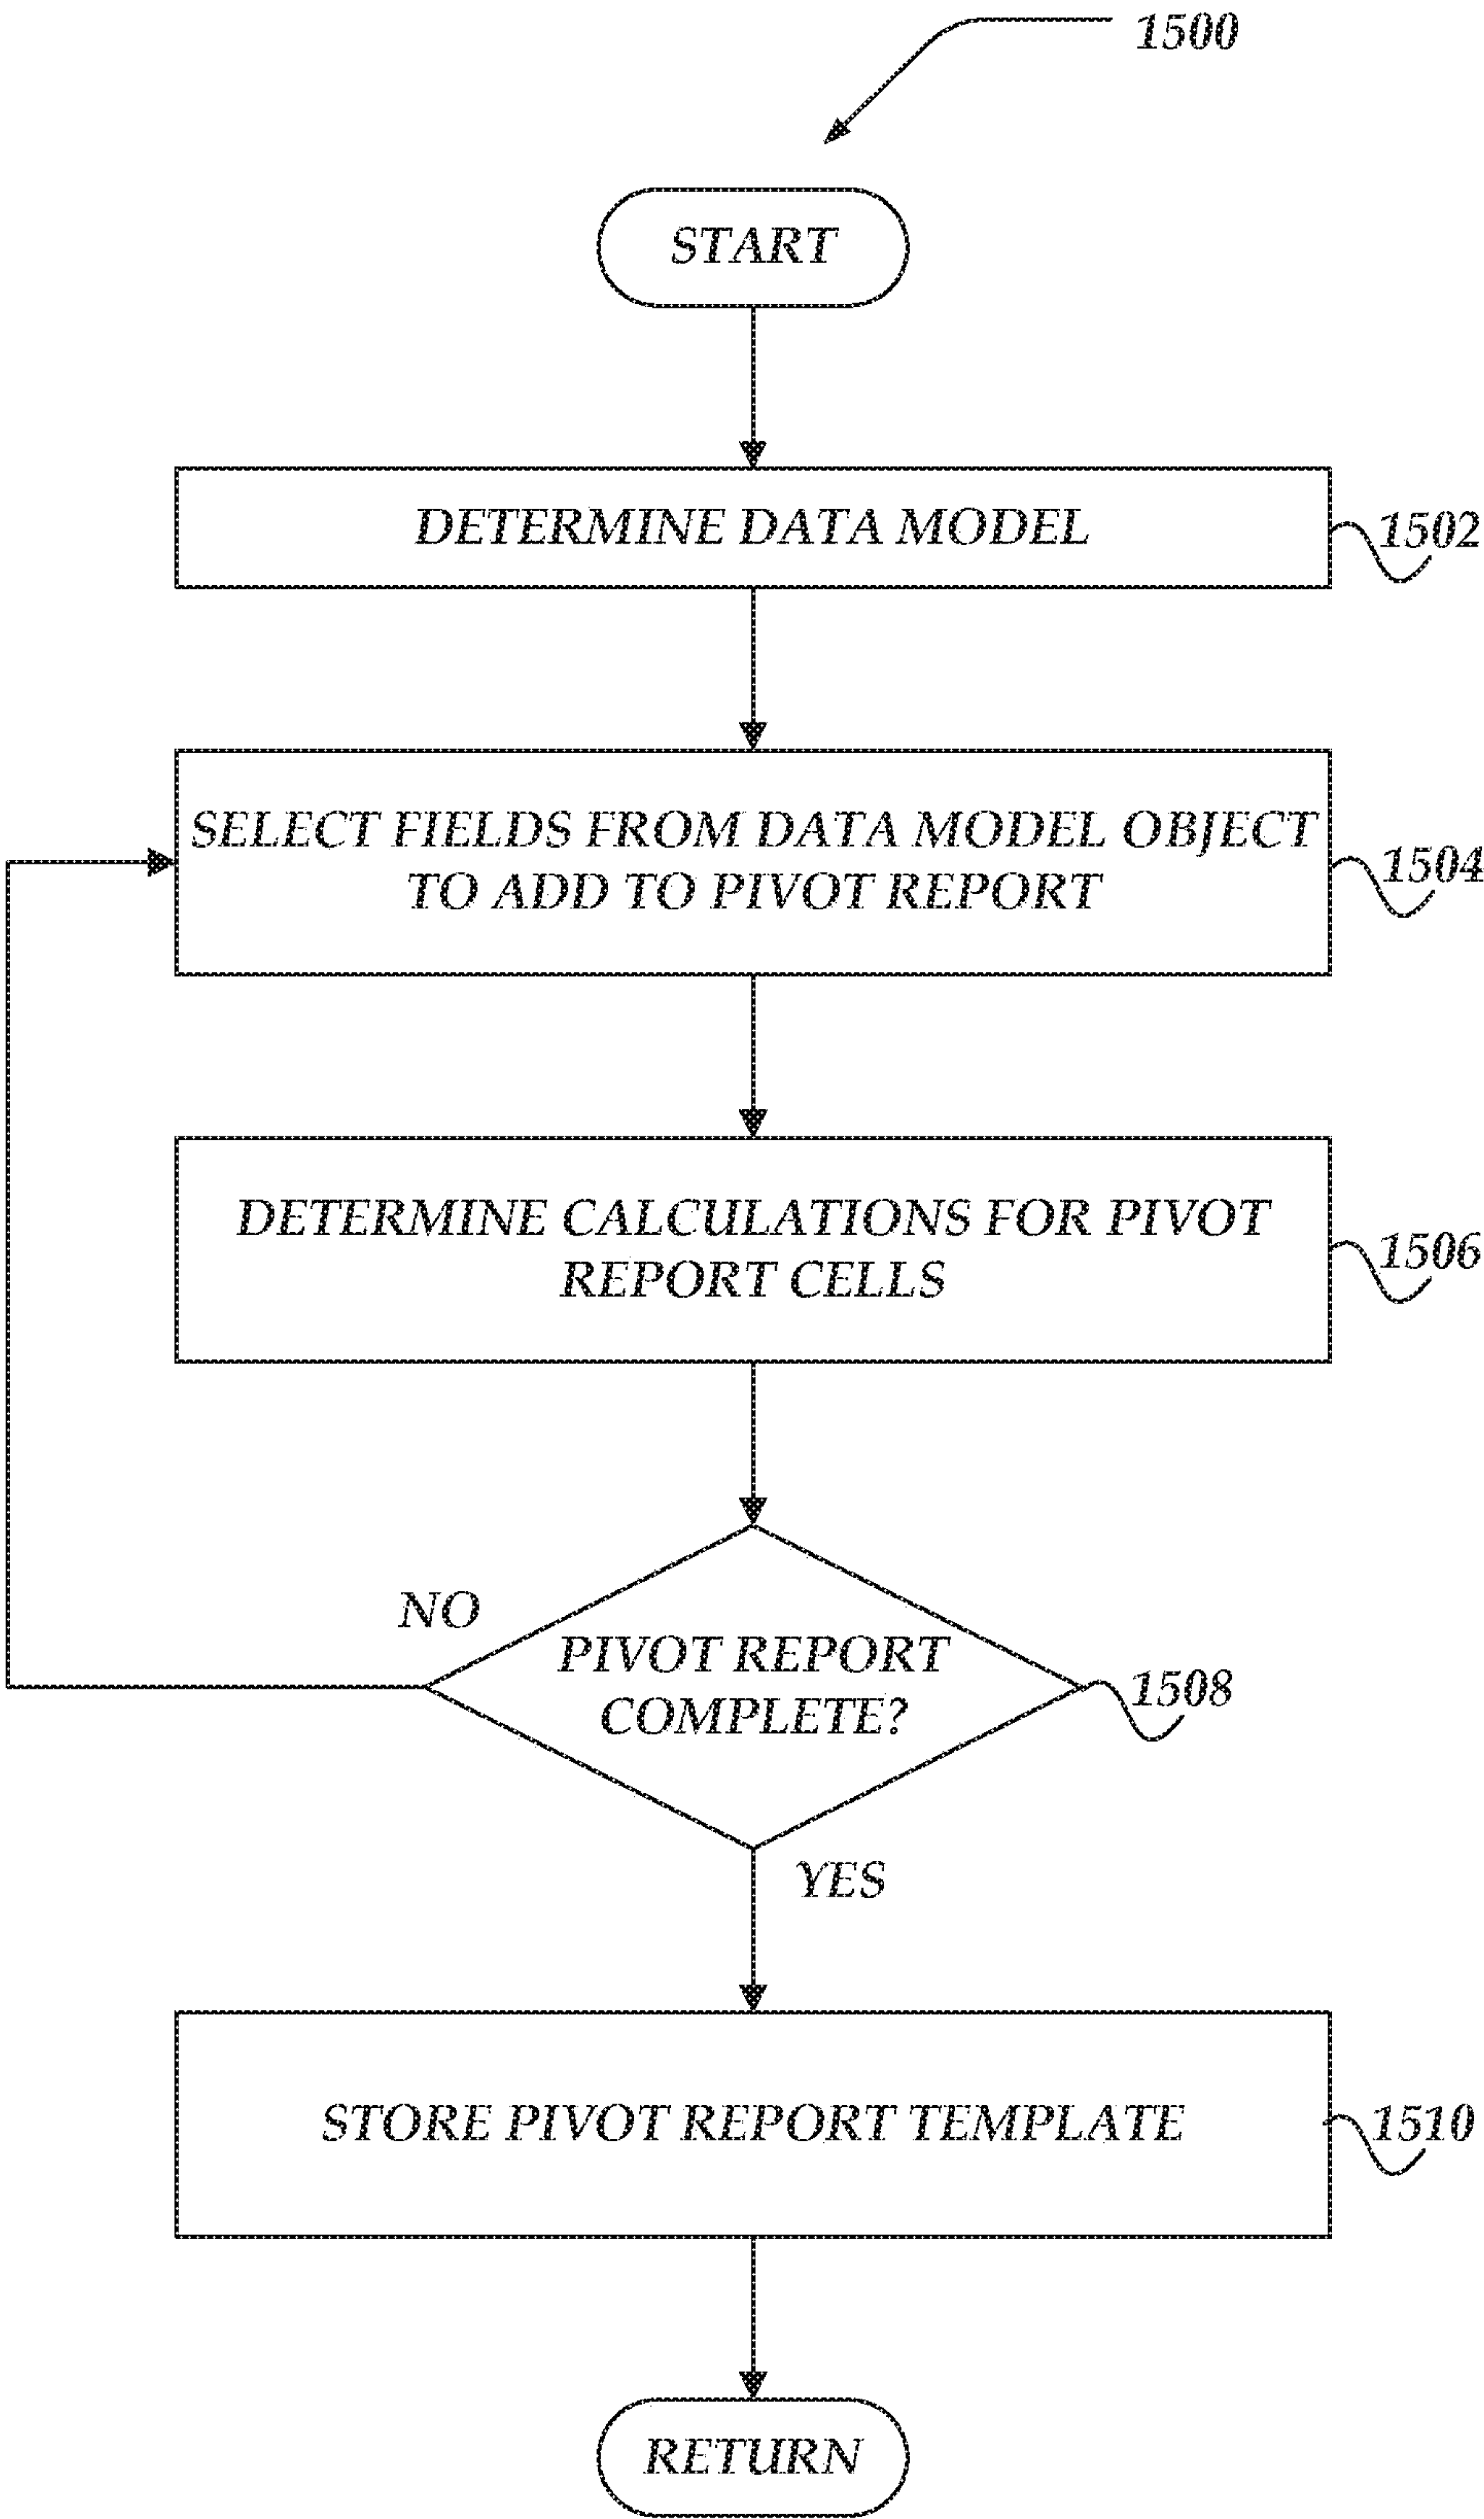 1500
START
DETERMINE DATA MODEL
1502
SELECT FIELDS FROM DATA MODEL OBJECT
TO ADD TO PIVOT REPORT
1504
DETERMINE CALCULATIONS FOR PIVOT
REPORT CELLS
1506
NO
PIVOT REPORT
COMPLETE?
1508
YES
STORE PIVOT REPORT TEMPLATE
1510
RETURN